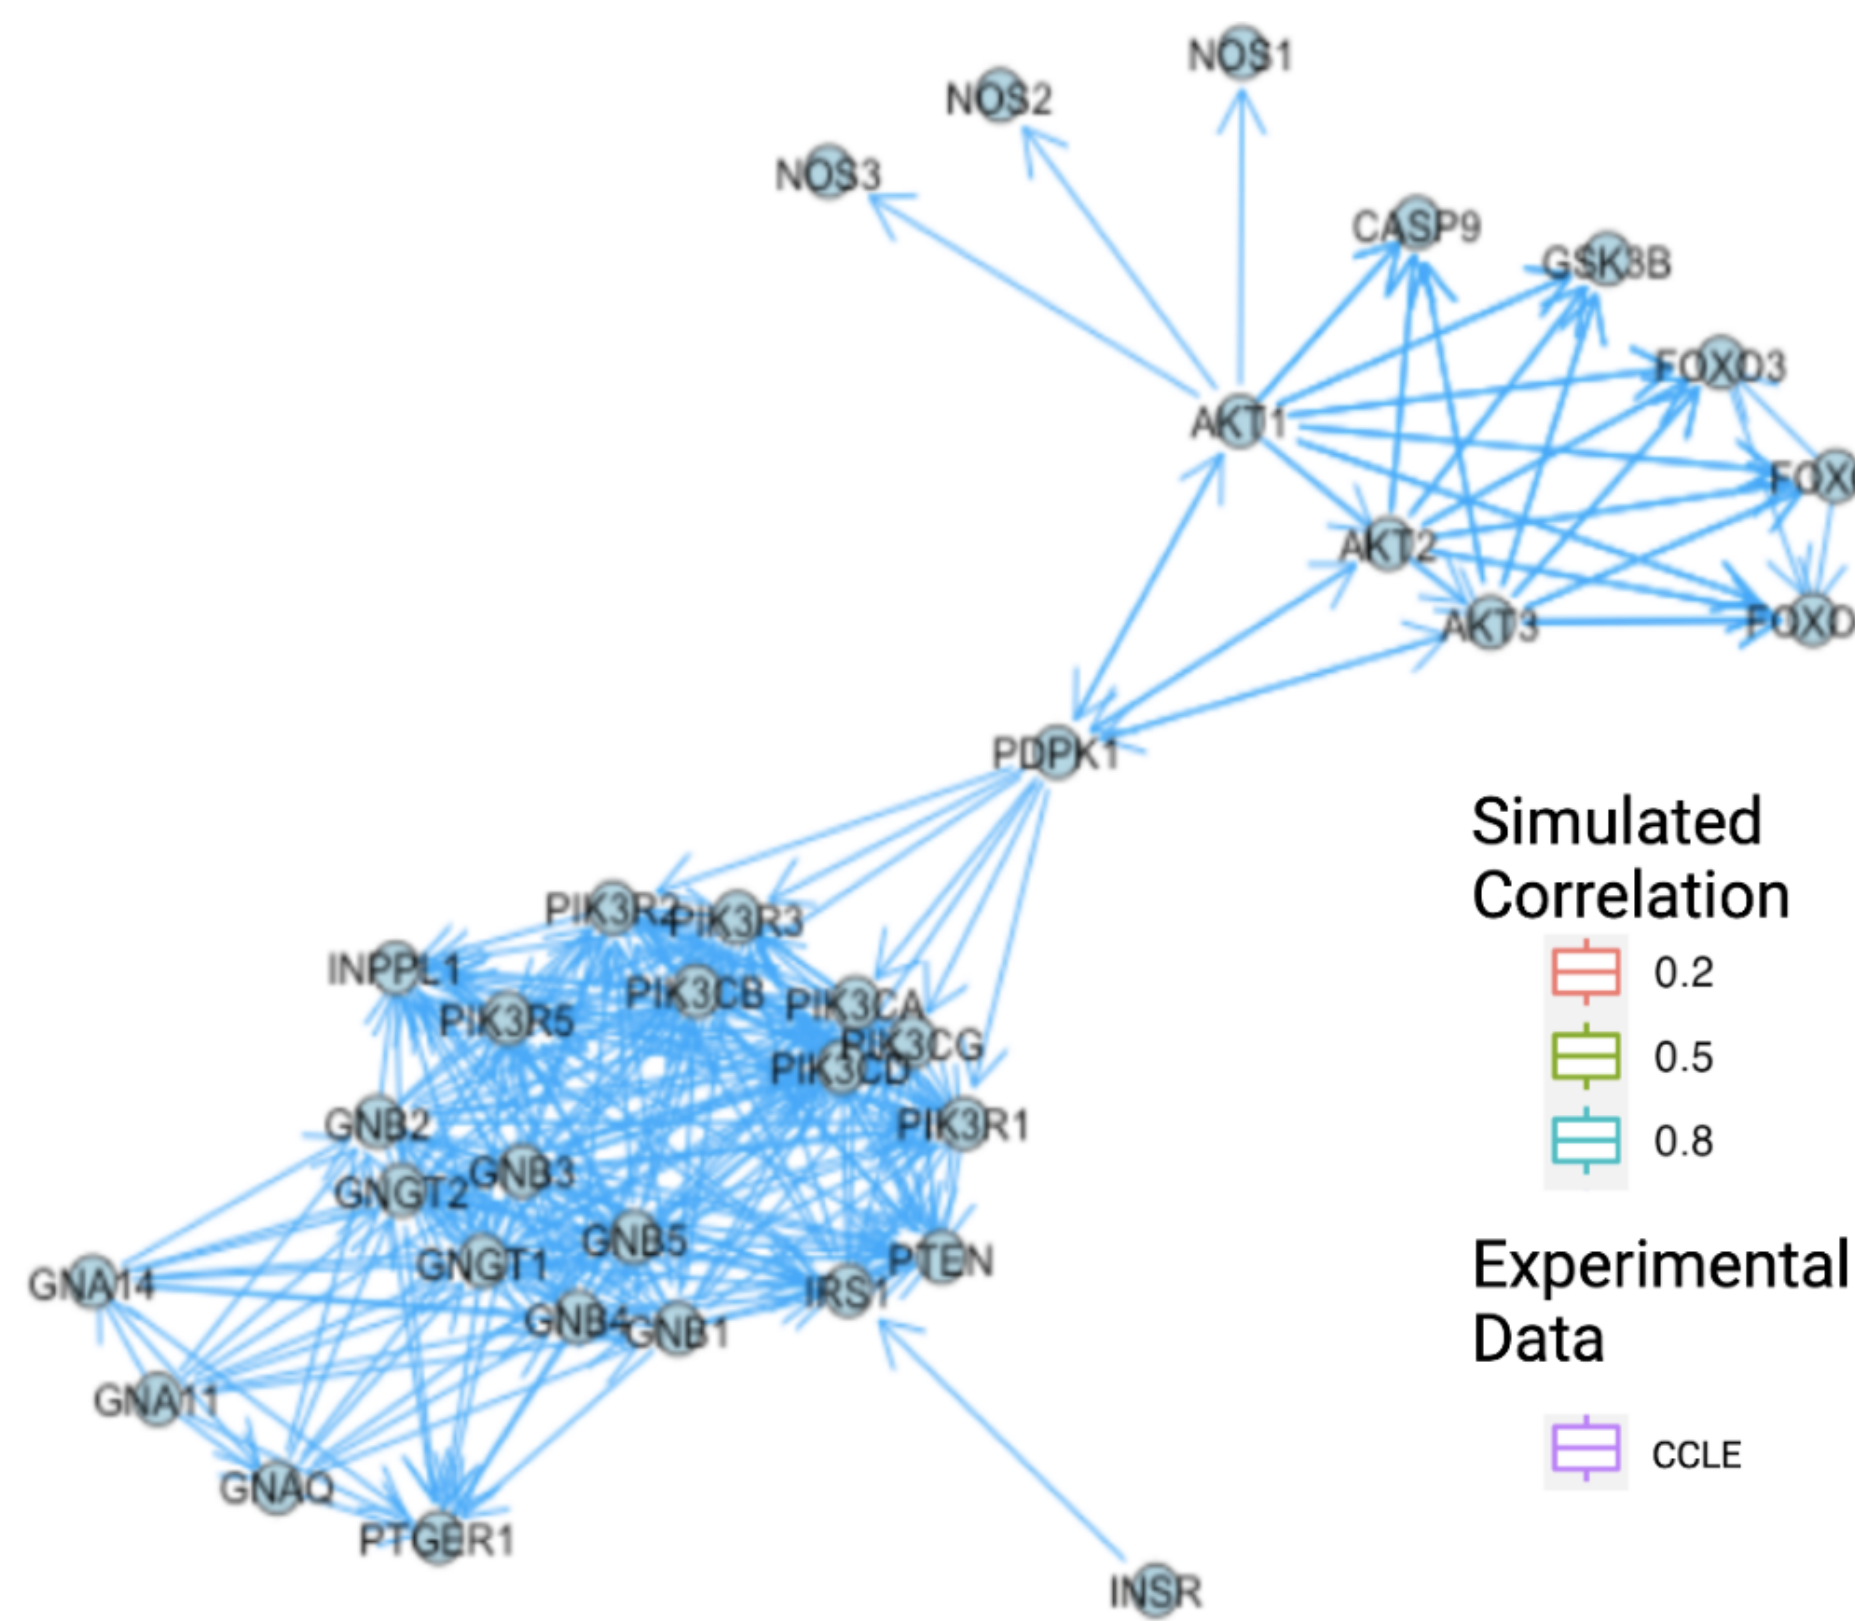 NOS1
NOS2
NOS3
CASP9
GSK3B
FOXO3
AKT1
FOXO
AKT2
AKT3
FOXO
PDPK1
Simulated
Correlation
0.2
0.5
0.8
Experimental
Data
CCLE
PIK3R2
PIK3R3
INPPL1
PIK3CB
PIK3CA
PIK3R5
PIK3CG
PIK3CD
GNB2
PIK3R1
GNB3
GNGT2
GNB5
GNGT1
PTEN
GNA14
IRS1
GNB4
GNB1
GNA11
GNAQ
PTGER1
INSR